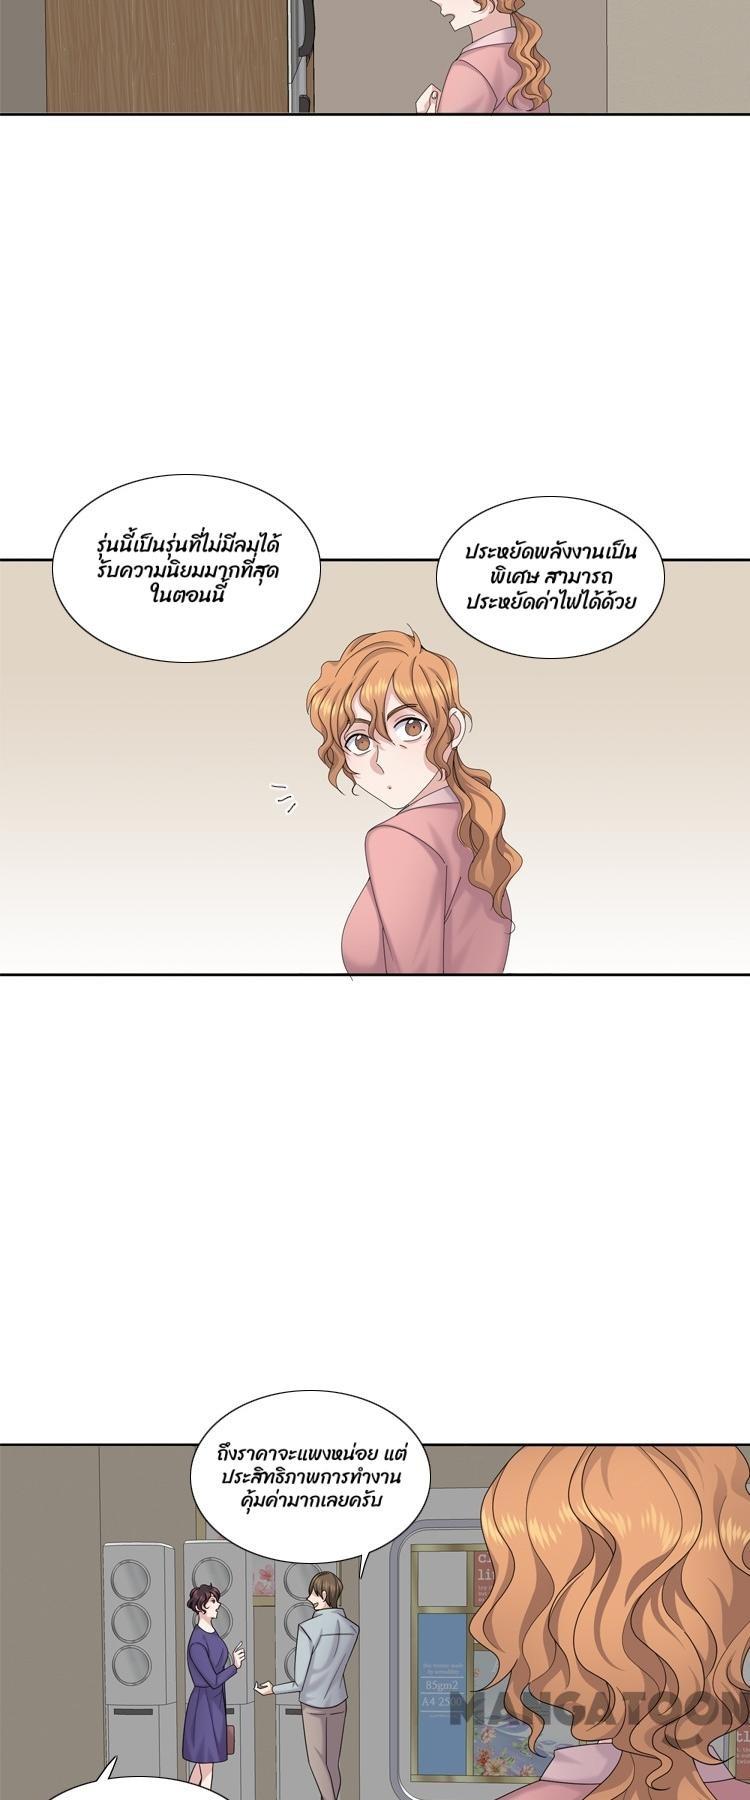 รุ่นนี้เป็นรุ่นที่ไม่มีลมได้
รับความนิยมมากที่สุด
ในตอนนี้
ประหยัดพลังงานเป็น
พิเศษ สามารถ
ประหยัดค่าไฟได้ด้วย
ถึงราคาจะแพงหน่อย แต่
ประสิทธิภาพการทำงาน
คุ้มค่ามากเลยครับ
85gm2
A4 2500
MANGATOON